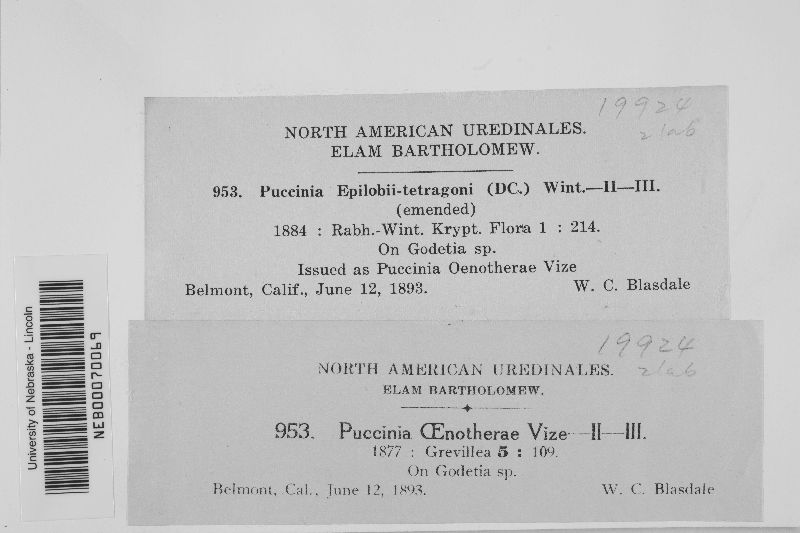 19924
2 lab
NORTH AMERICAN UREDINALES.
ELAM BARTHOLOMEW.
953. Puccinia Epilobii-tetragoni (DC.) Wint.—II—III.
(emended)
1884 : Rabh.-Wint. Krypt. Flora 1 : 214.
On Godetia sp.
Issued as Puccinia Oenotherae Vize
Belmont, Calif., June 12, 1893. W. C. Blasdale
19924
2 lab
NORTH AMERICAN UREDINALES.
ELAM BARTHOLOMEW.
953. Puccinia Œnotherae Vize—II—III.
1877 : Grevillea 5 : 109.
On Godetia sp.
Belmont, Cal., June 12, 1893. W. C. Blasdale
University of Nebraska - Lincoln
NEB00070069